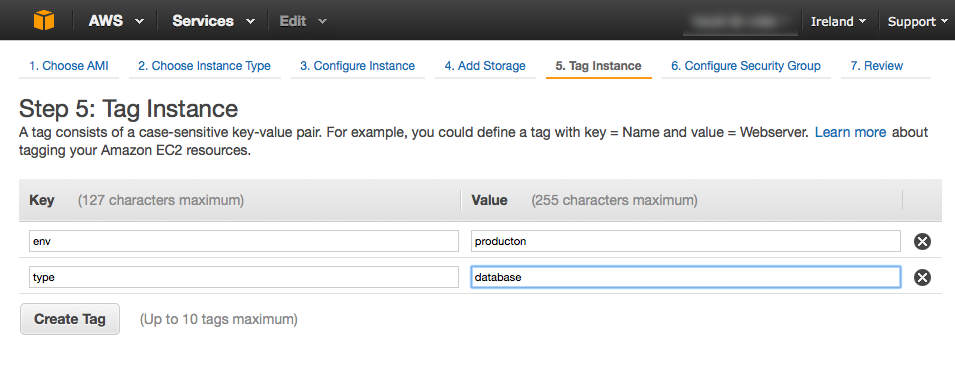 AWS Services Edit Ireland Support
1. Choose AMI 2. Choose Instance Type 3. Configure Instance 4. Add Storage 5. Tag Instance 6. Configure Security Group 7. Review
Step 5: Tag Instance
A tag consists of a case-sensitive key-value pair. For example, you could define a tag with key = Name and value = Webserver. Learn more about
tagging your Amazon EC2 resources.
Key (127 characters maximum) Value (255 characters maximum)
env producton
type database
Create Tag (Up to 10 tags maximum)